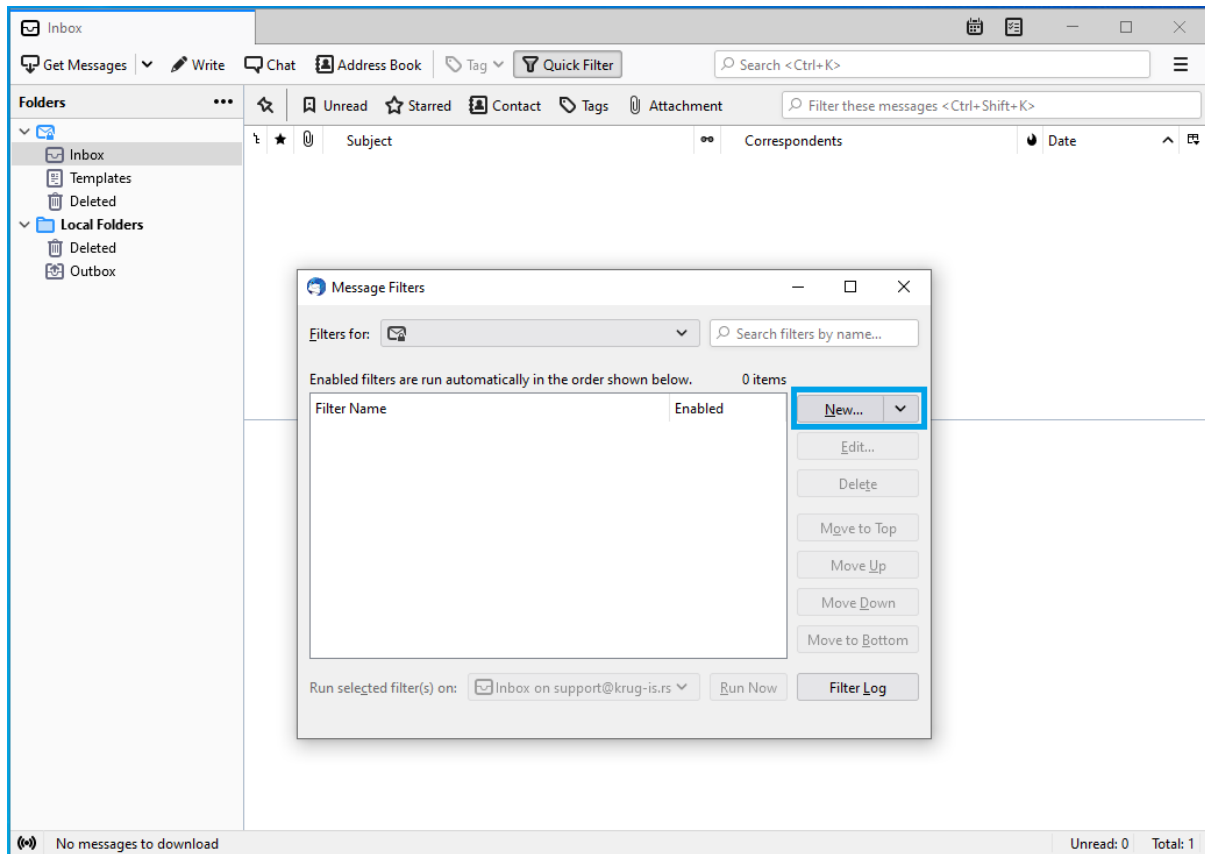 Inbox
Get Messages Write Chat Address Book Tag Quick Filter Search <Ctrl+K>
Folders ••• Unread Starred Contact Tags Attachment Filter these messages <Ctrl+Shift+K>
Subject Correspondents Date
Inbox
Templates
Deleted
Local Folders
Deleted
Outbox
Message Filters
Filters for: Search filters by name...
Enabled filters are run automatically in the order shown below. 0 items
Filter Name Enabled New...
Edit...
Delete
Move to Top
Move Up
Move Down
Move to Bottom
Run selected filter(s) on: Inbox on support@krug-is.rs Run Now Filter Log
No messages to download Unread: 0 Total: 1